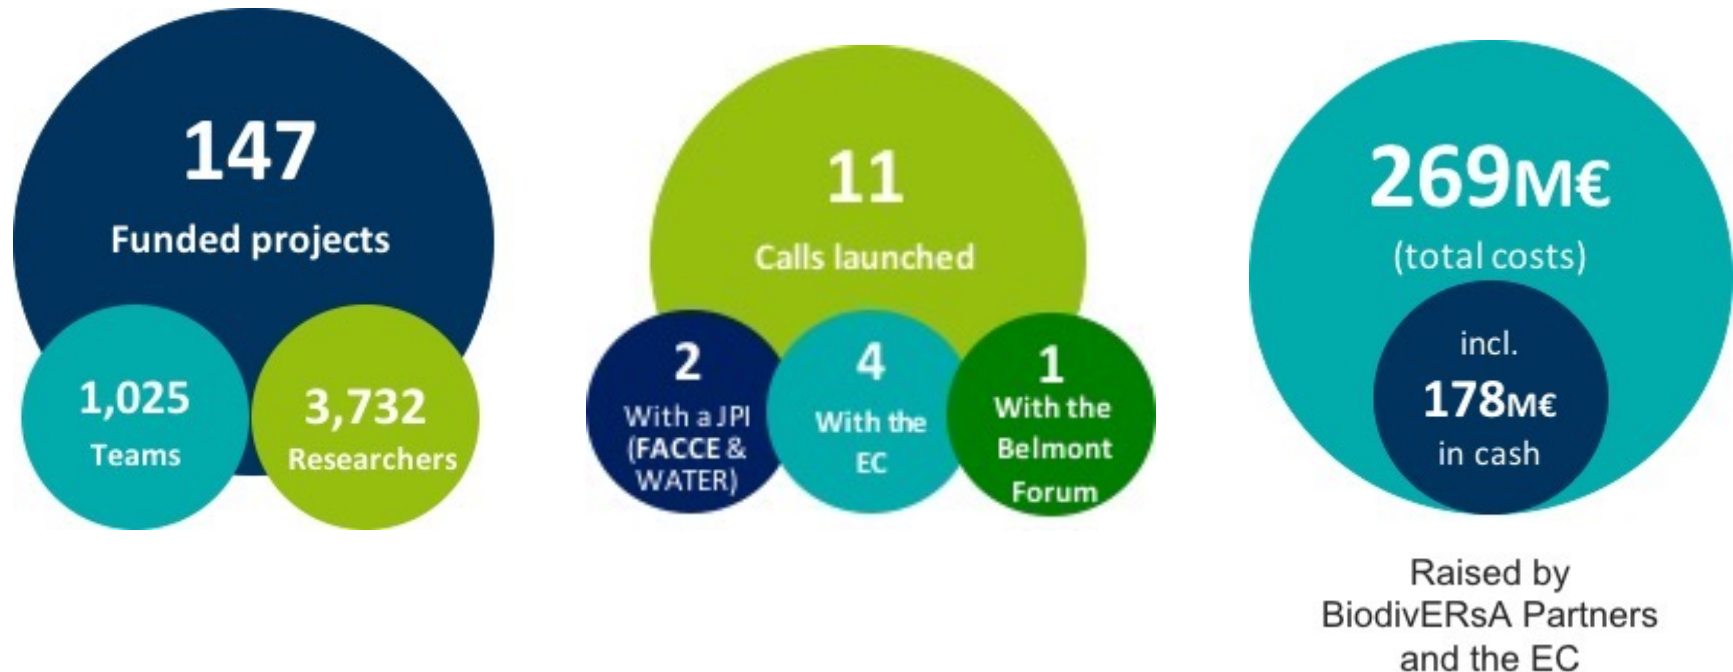 147
Funded projects
1,025
Teams
3,732
Researchers
11
Calls launched
2
With a JPI
(FACCE &
WATER)
4
With the
EC
1
With the
Belmont
Forum
269M€
(total costs)
incl.
178M€
in cash
Raised by
BiodivERsA Partners
and the EC